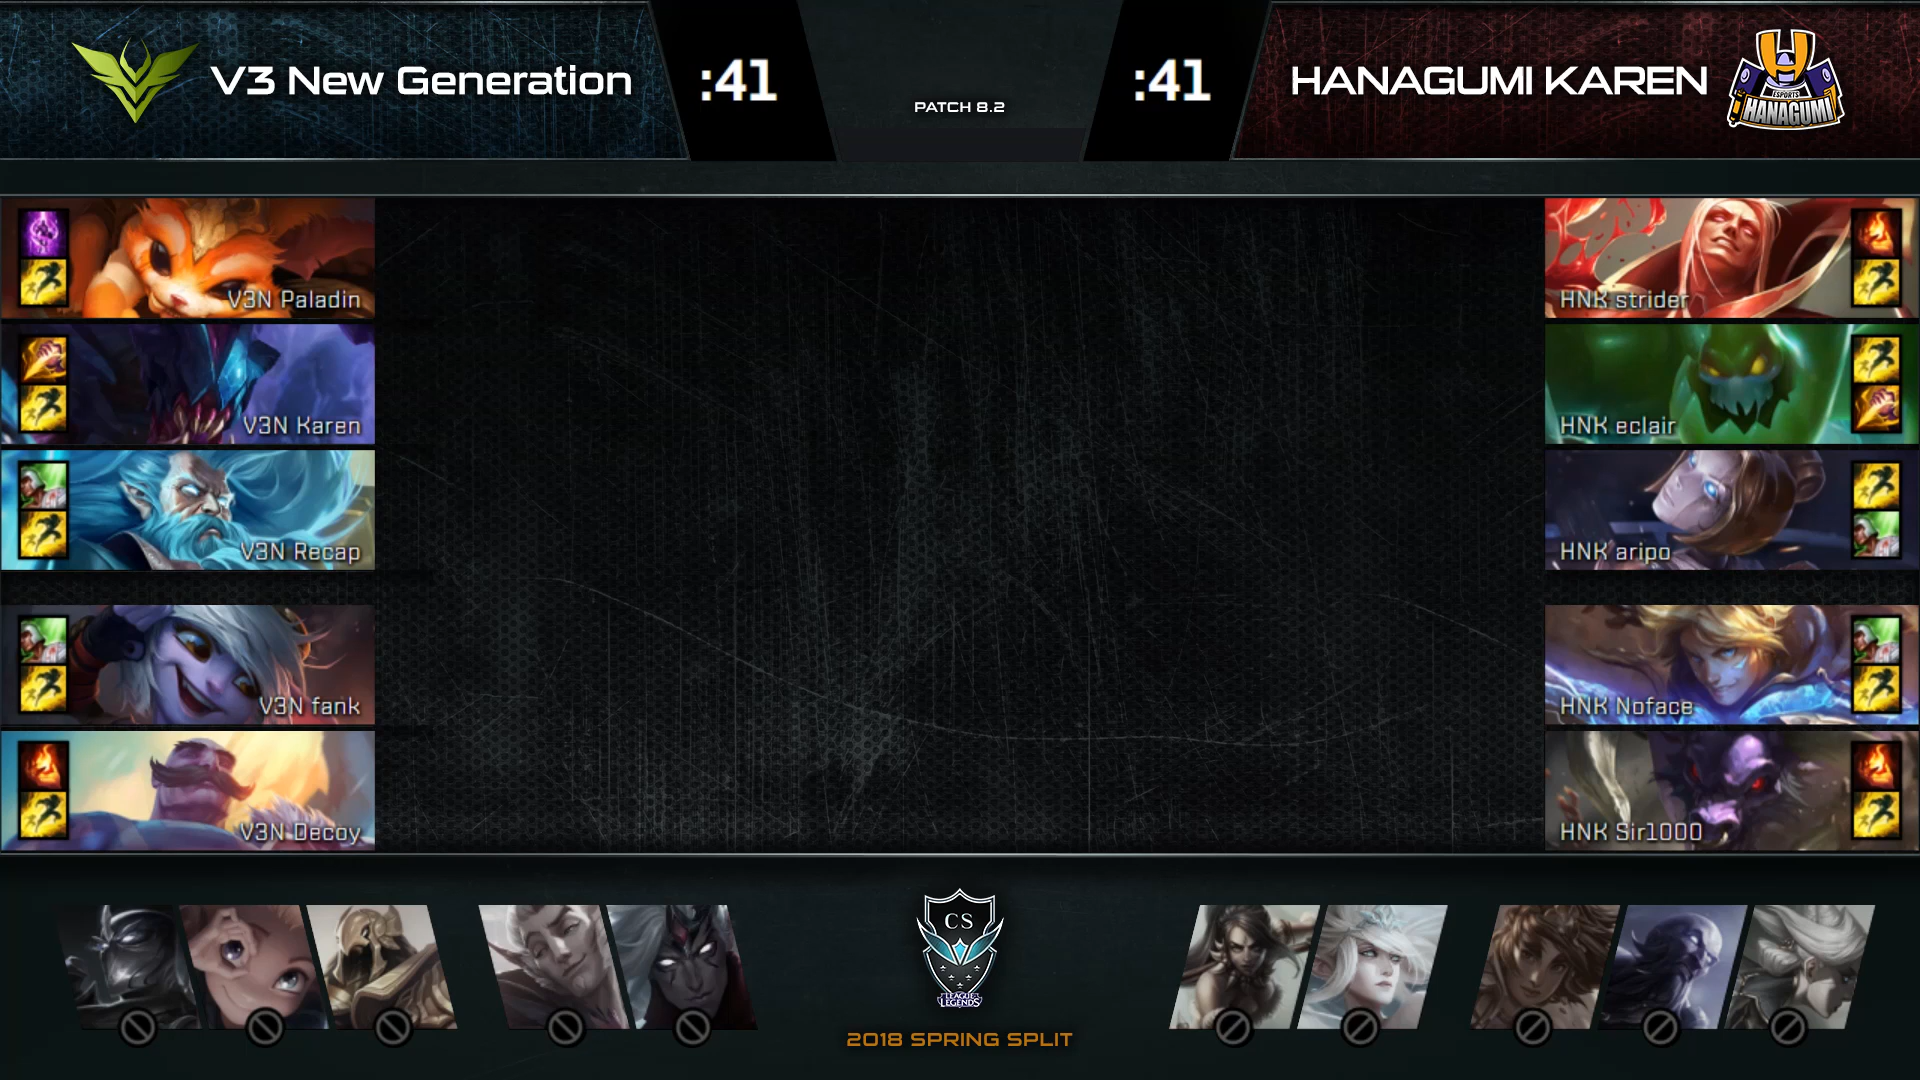 V3 New Generation
:41
PATCH 8.2
:41
HANAGUMI KAREN
ESPORTS
HANAGUMI
V3N Paladin
V3N Karen
V3N Recap
V3N fank
V3N Decoy
HNK strider
HNK eclair
HNK aripo
HNK Noface
HNK Sir1000
CS
LEAGUE
LEGENDS
2018 SPRING SPLIT